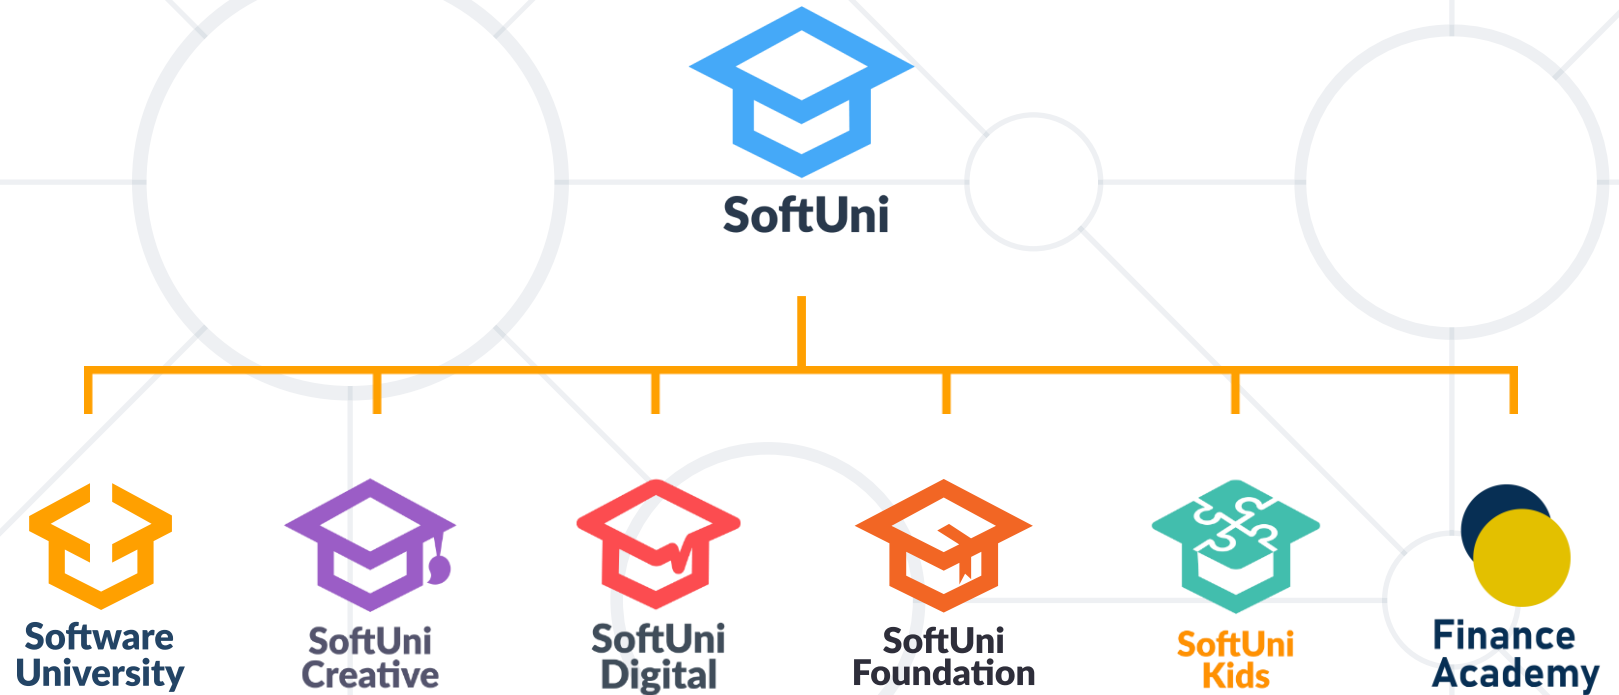 SoftUni
Software
University
SoftUni
Creative
SoftUni
Digital
SoftUni
Foundation
SoftUni
Kids
Finance
Academy